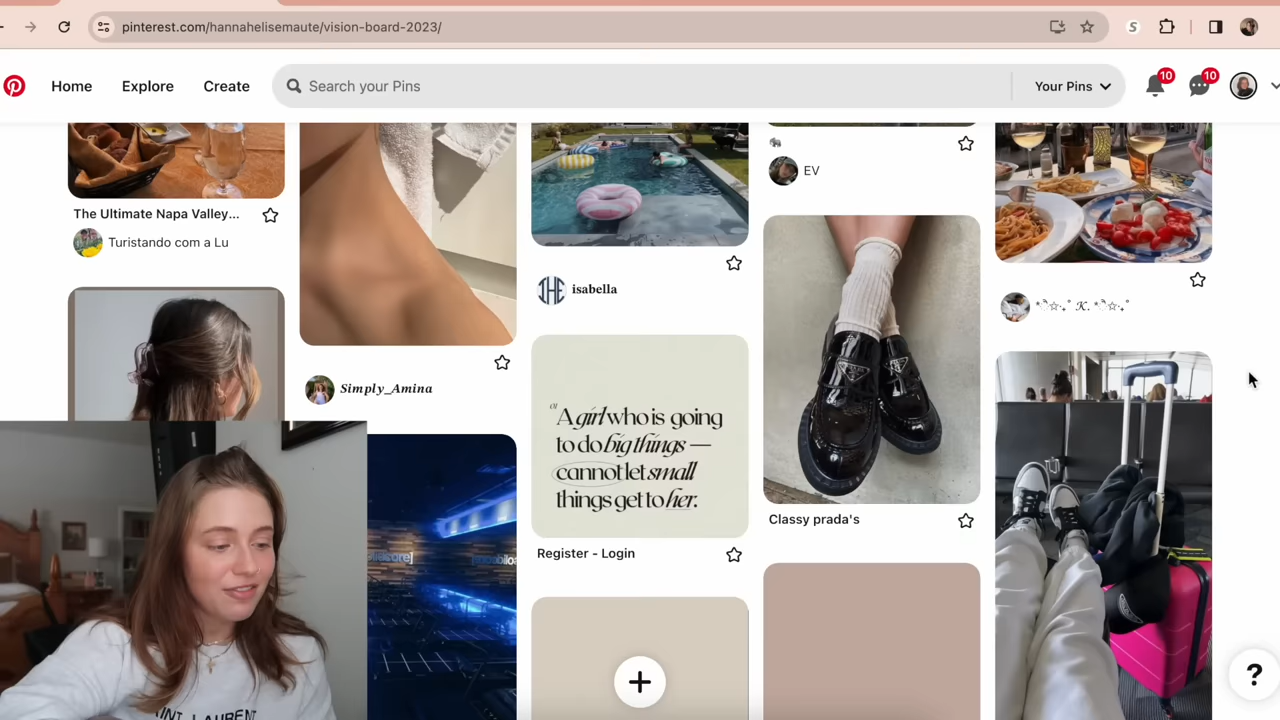 pinterest.com/hannahelisemaute/vision-board-2023/
S
Home
Explore
Create
Search your Pins
Your Pins
10
10
The Ultimate Napa Valley...
Turistando com a Lu
Simply_Amina
THE
isabella
01
A girl who is going
to do big things —
cannot let small
things get to her.
Register - Login
EV
Classy prada's
K.
?